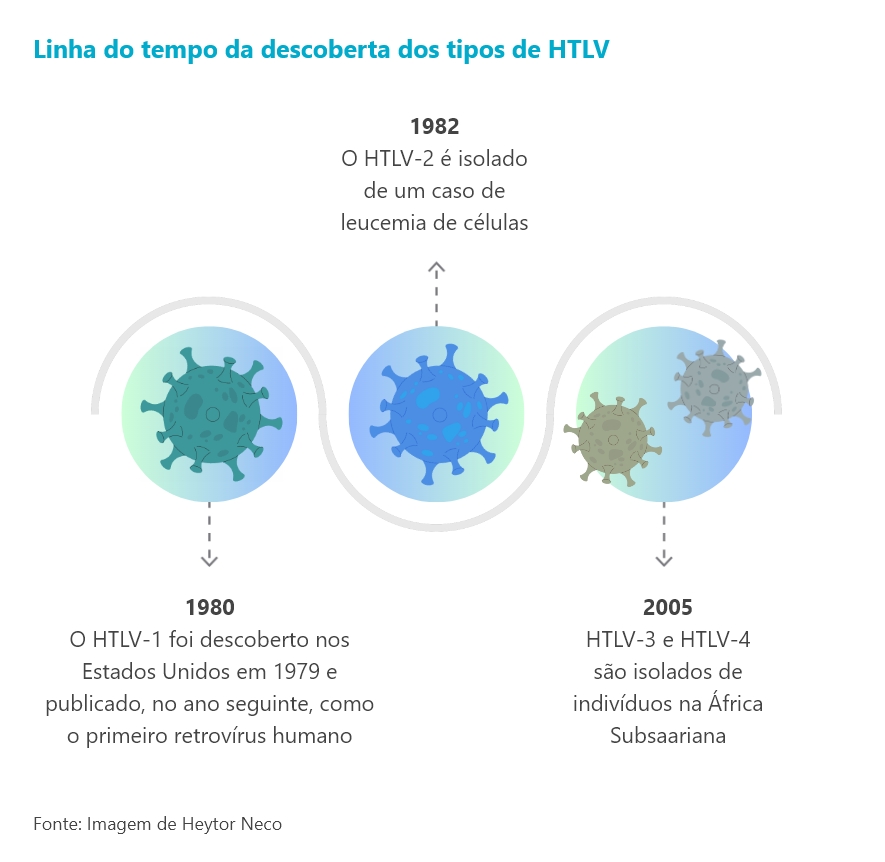 Linha do tempo da descoberta dos tipos de HTLV
1982
O HTLV-2 é isolado
de um caso de
leucemia de células
1980
O HTLV-1 foi descoberto nos
Estados Unidos em 1979 e
publicado, no ano seguinte, como
o primeiro retrovírus humano
2005
HTLV-3 e HTLV-4
são isolados de
indivíduos na África
Subsaariana
Fonte: Imagem de Heytor Neco